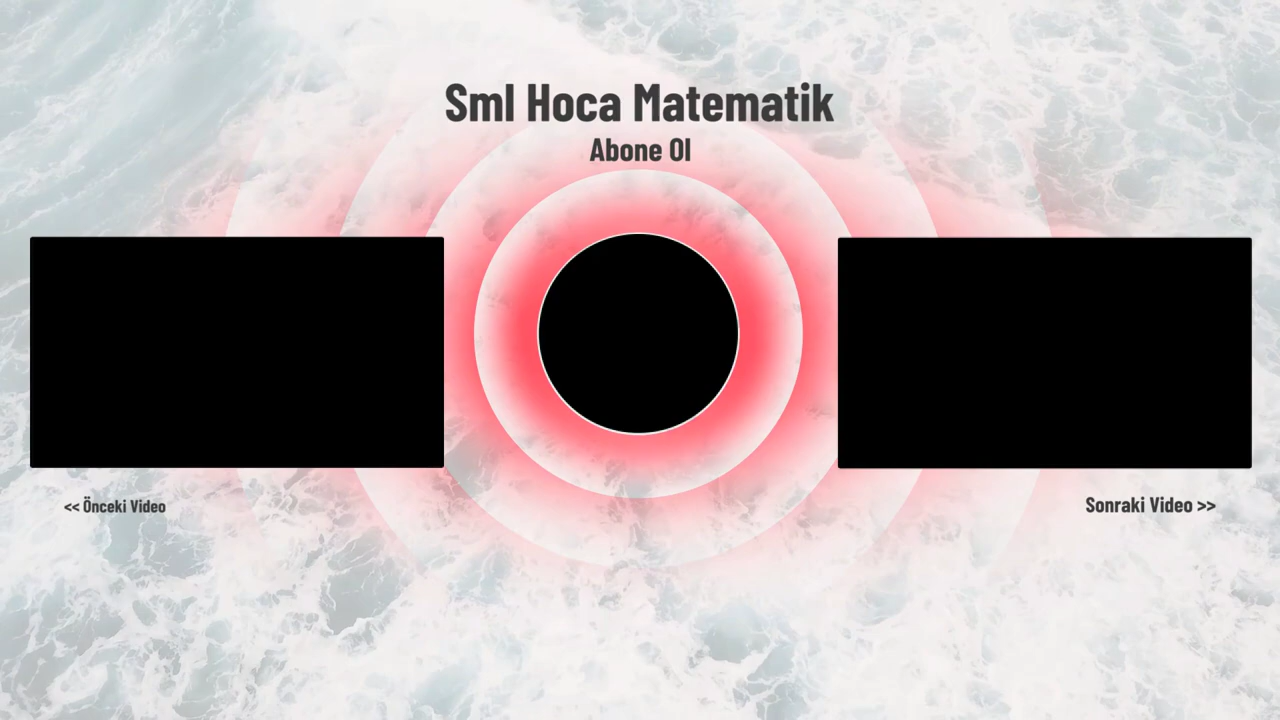 Sml Hoca Matematik
Abone Ol
<< Önceki Video
Sonraki Video >>